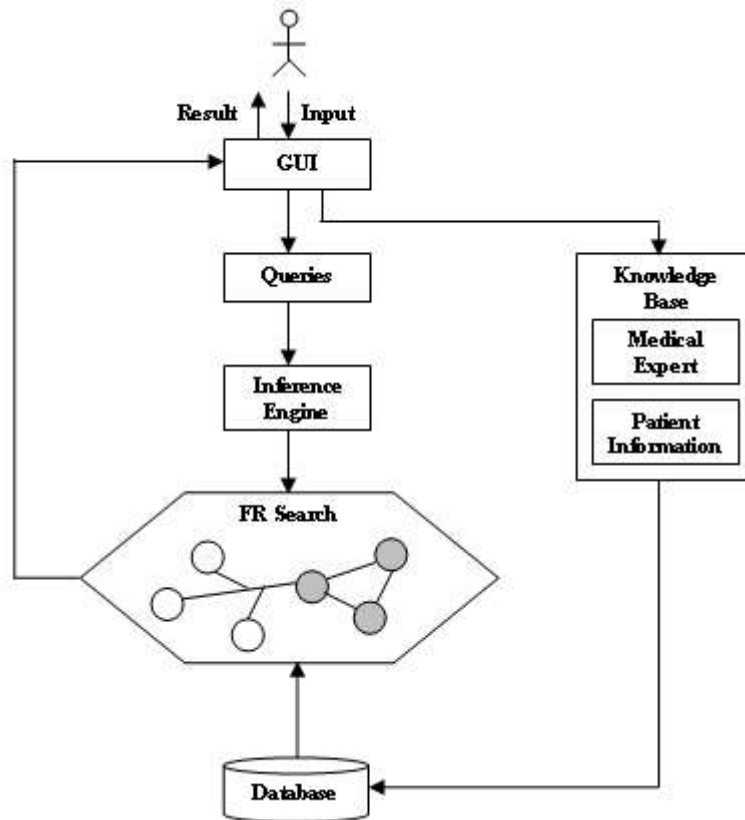 Result
Input
GUI
Queries
Knowledge
Base
Medical
Expert
Inference
Engine
Patient
Information
FR Search
Database